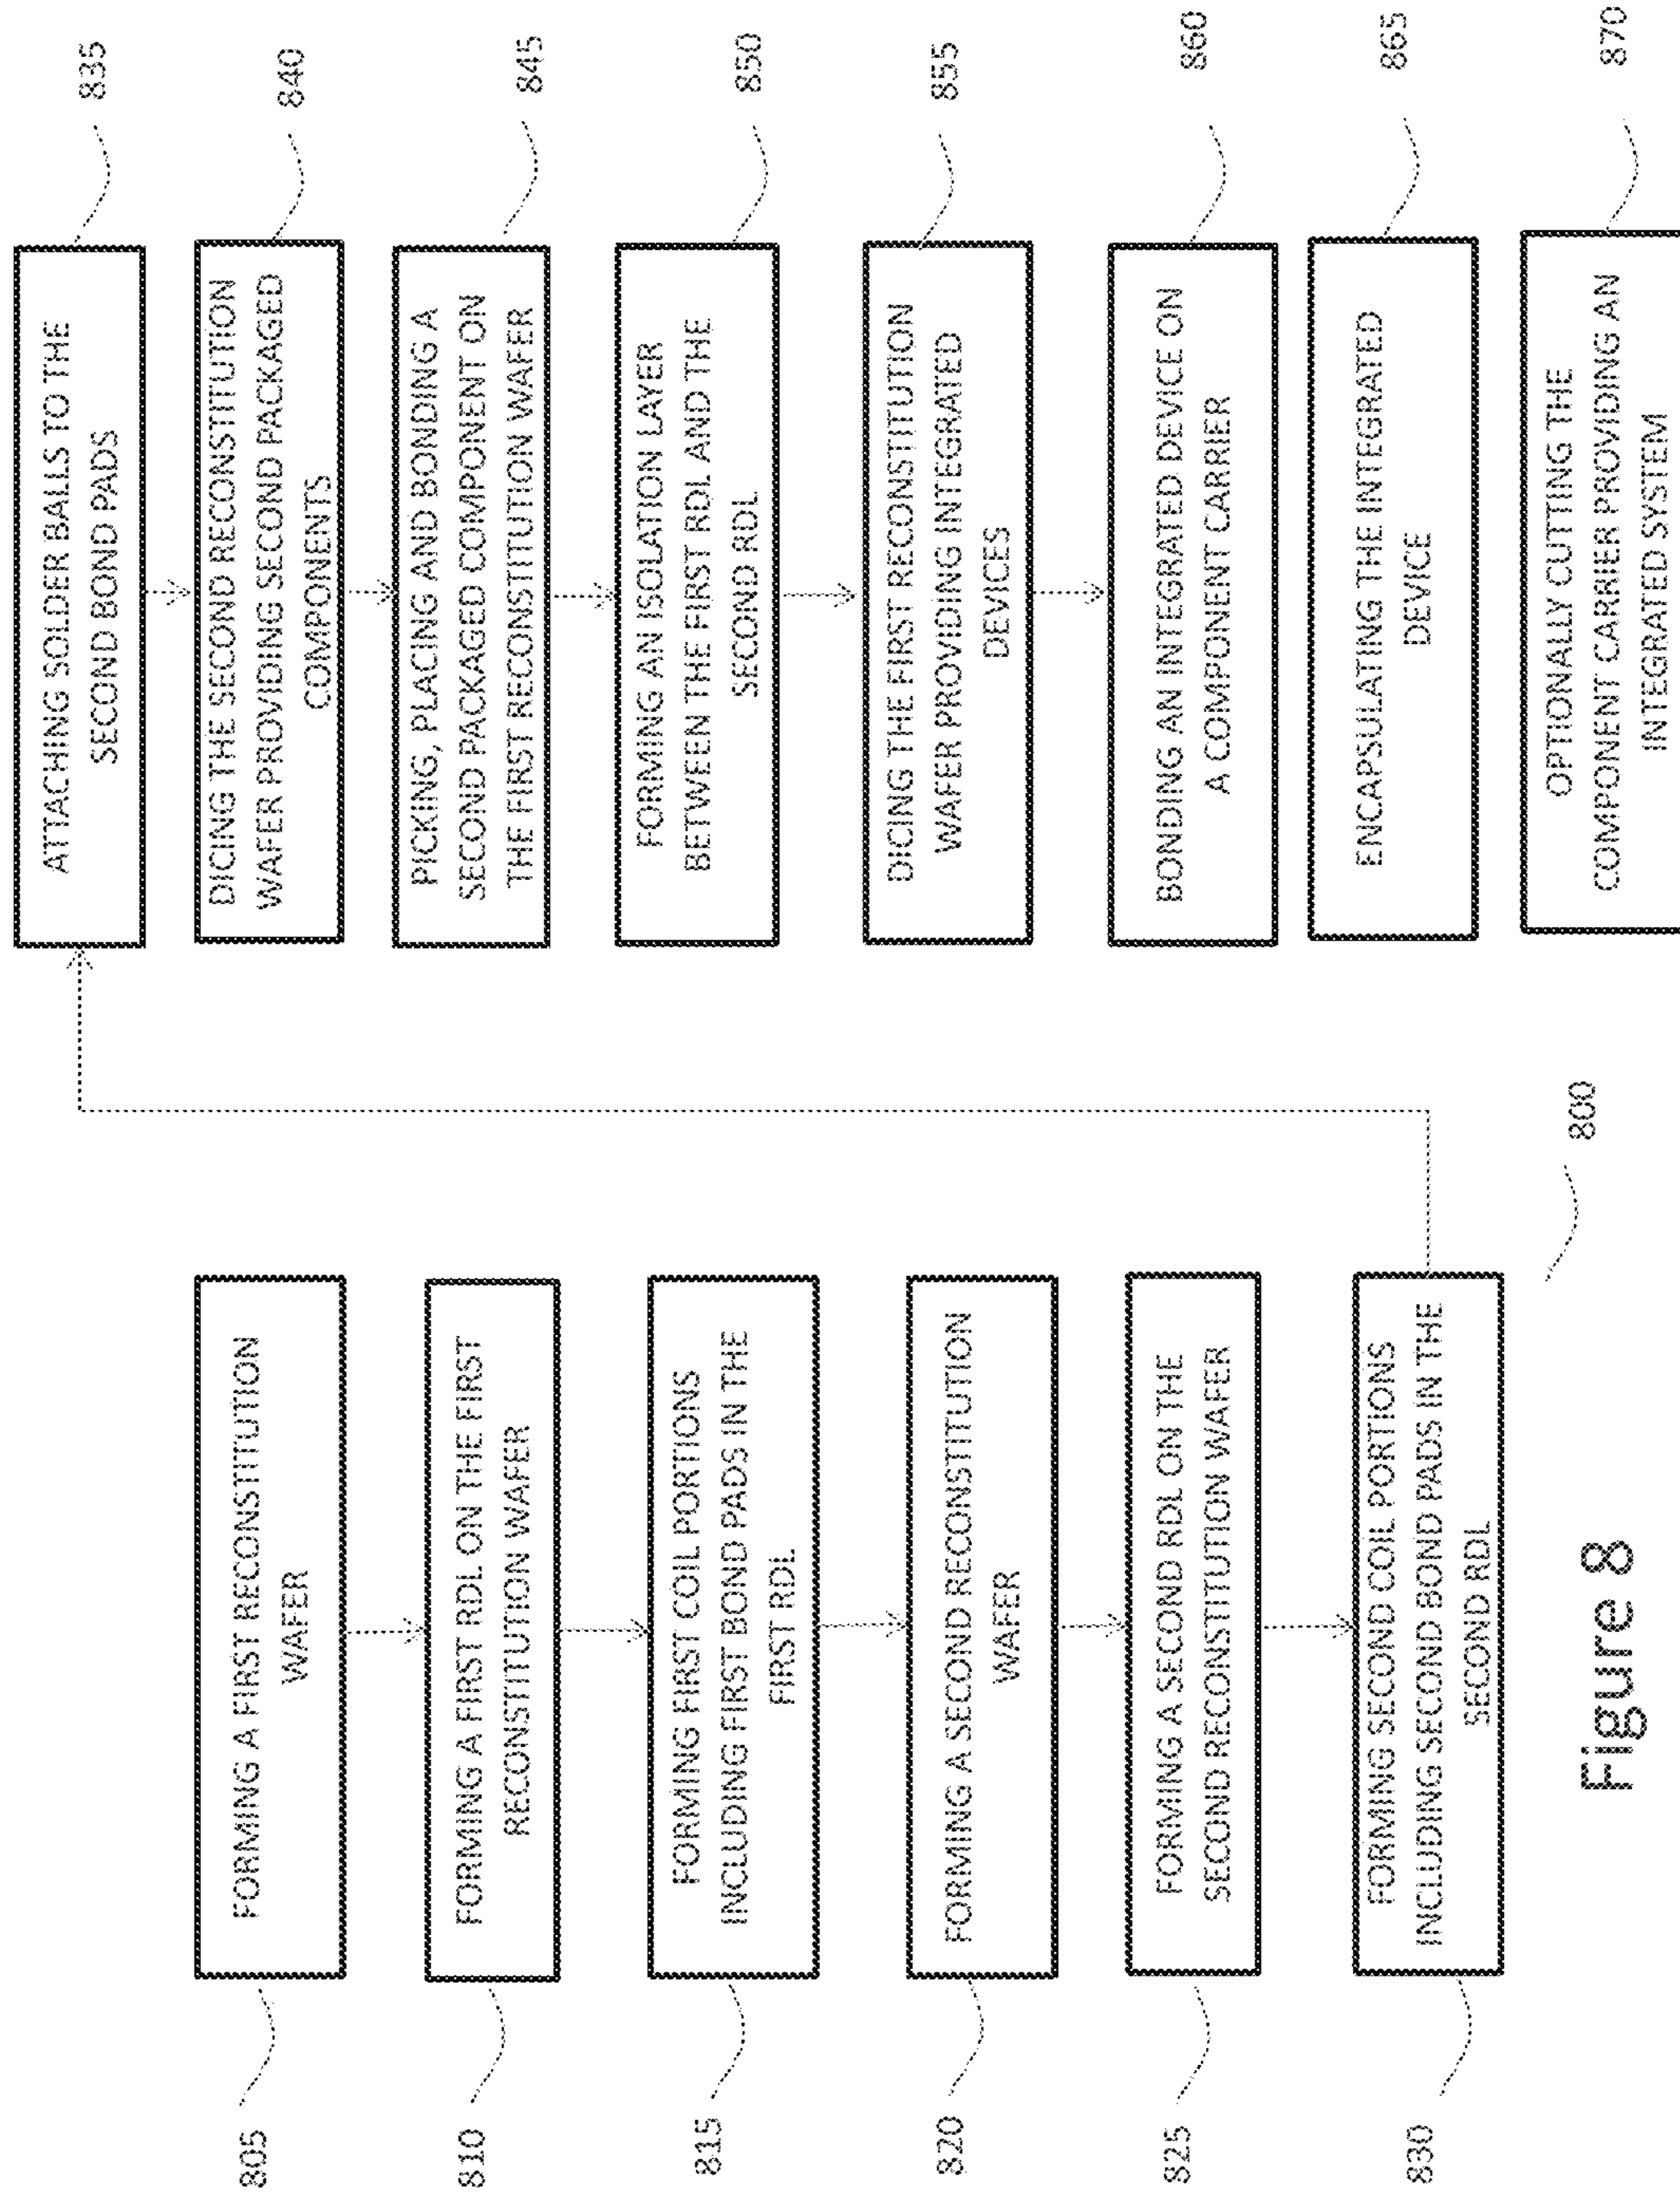 805
FORMING A FIRST RECONSTITUTION
WAFER
810
FORMING A FIRST RDL ON THE FIRST
RECONSTITUTION WAFER
815
FORMING FIRST COIL PORTIONS
INCLUDING FIRST BOND PADS IN THE
FIRST RDL
820
FORMING A SECOND RECONSTITUTION
WAFER
825
FORMING A SECOND RDL ON THE
SECOND RECONSTITUTION WAFER
830
FORMING SECOND COIL PORTIONS
INCLUDING SECOND BOND PADS IN THE
SECOND RDL
800
ATTACHING SOLDER BALLS TO THE
SECOND BOND PADS
835
DICING THE SECOND RECONSTITUTION
WAFER PROVIDING SECOND PACKAGED
COMPONENTS
840
PICKING, PLACING AND BONDING A
SECOND PACKAGED COMPONENT ON
THE FIRST RECONSTITUTION WAFER
845
FORMING AN ISOLATION LAYER
BETWEEN THE FIRST RDL AND THE
SECOND RDL
850
DICING THE FIRST RECONSTITUTION
WAFER PROVIDING INTEGRATED
DEVICES
855
BONDING AN INTEGRATED DEVICE ON
A COMPONENT CARRIER
860
ENCAPSULATING THE INTEGRATED
DEVICE
865
OPTIONALLY CUTTING THE
COMPONENT CARRIER PROVIDING AN
INTEGRATED SYSTEM
870
Figure 8